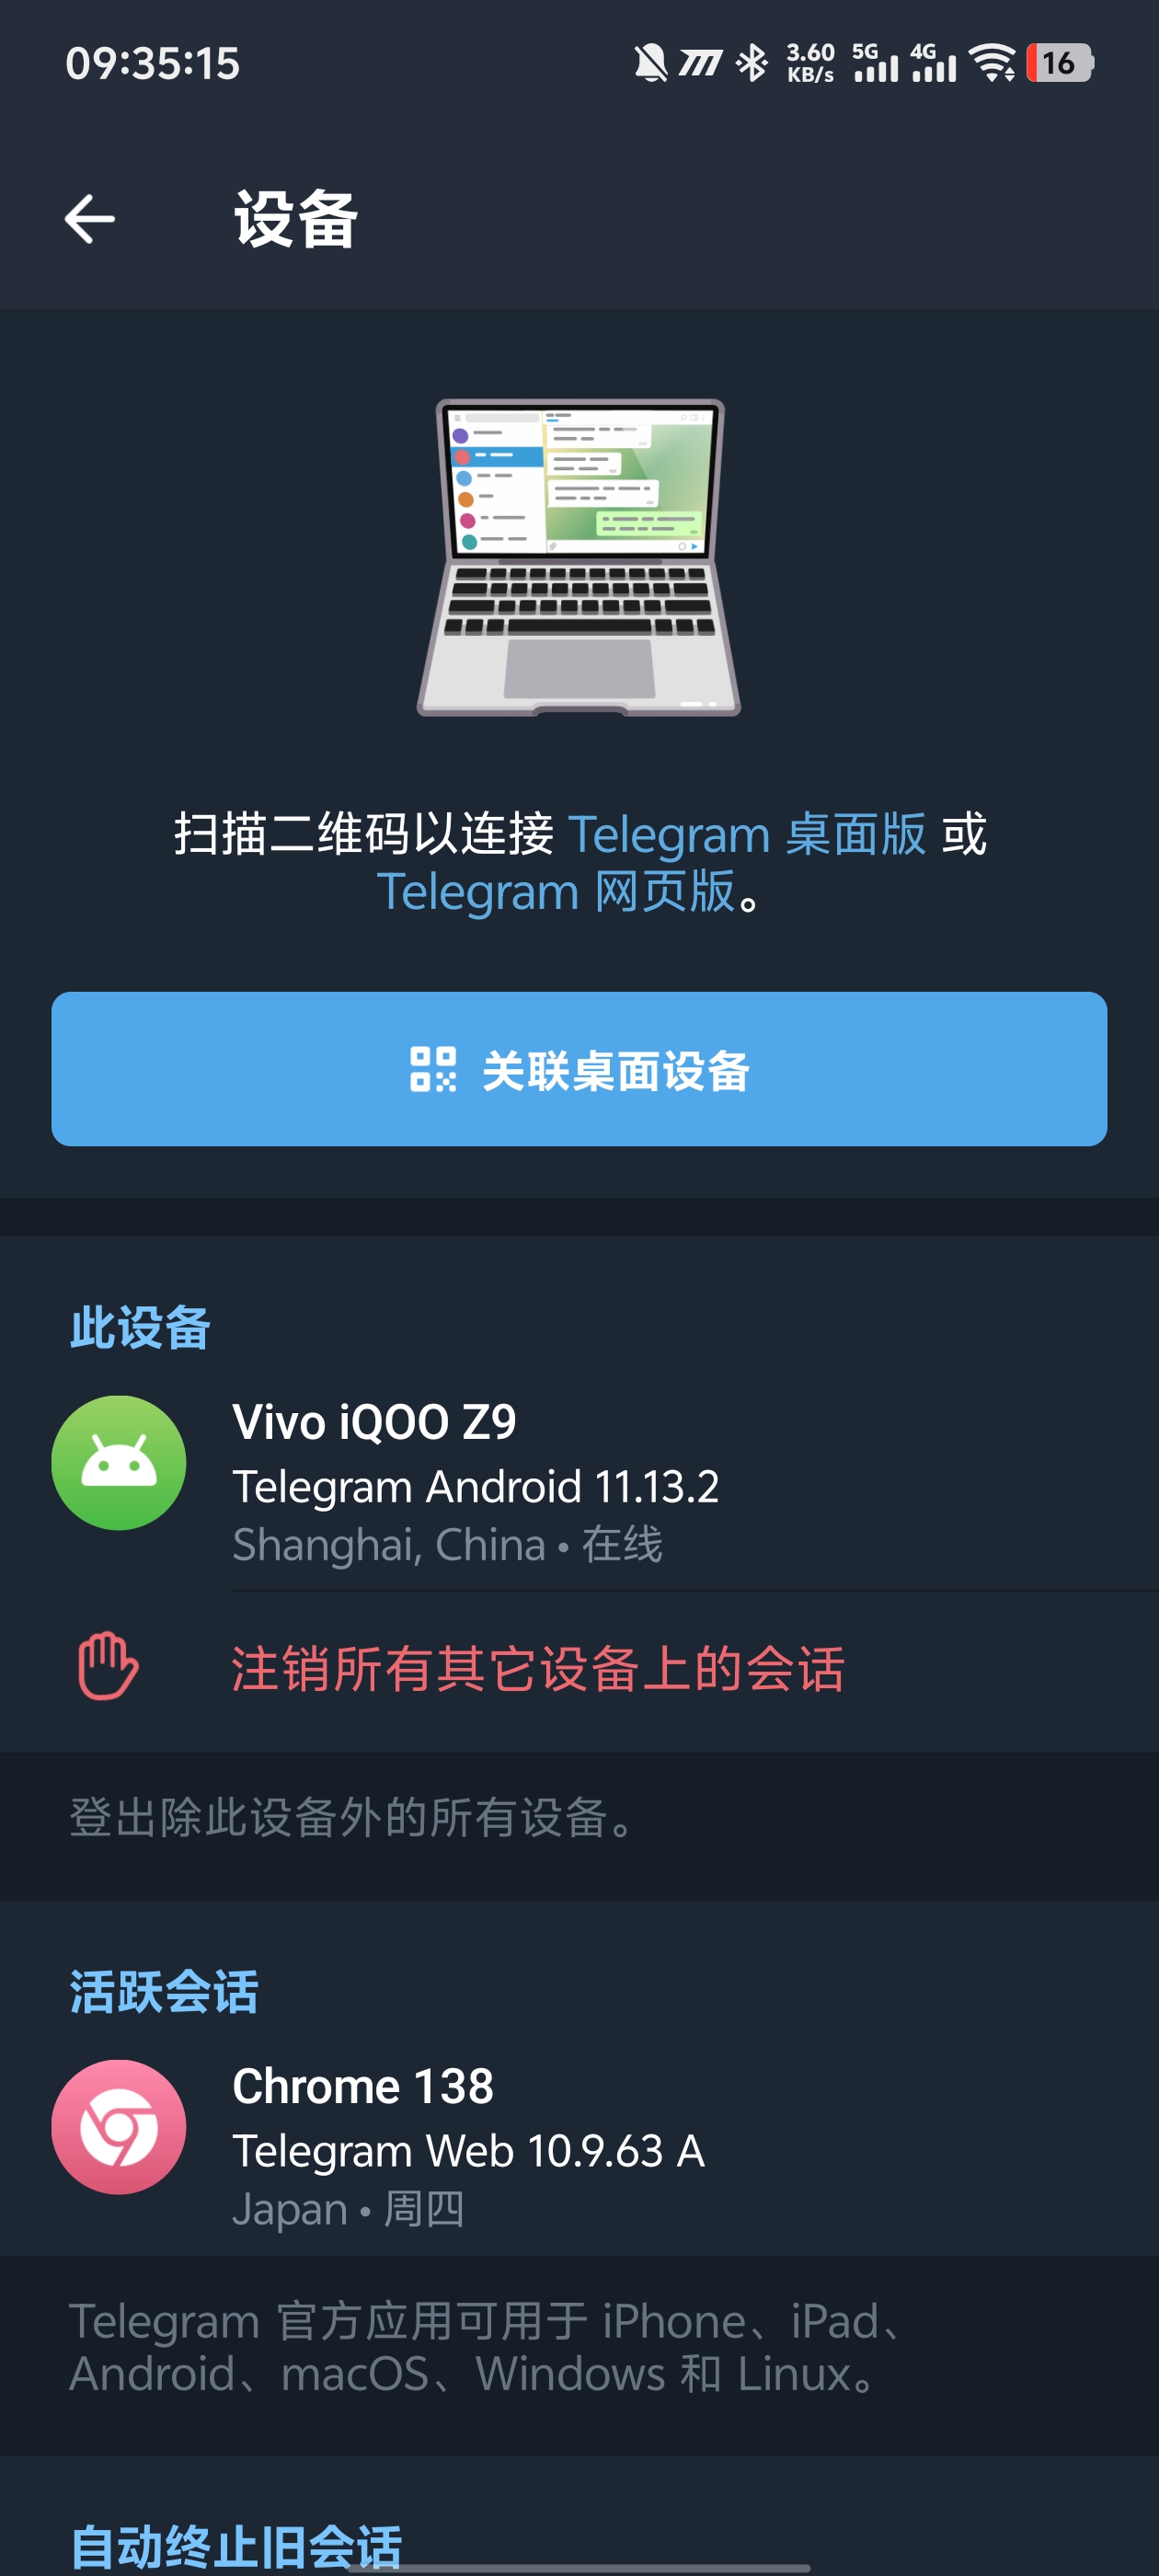 09:35:15
3.60
KB/s
5G
4G
16
设备
扫描二维码以连接 Telegram 桌面版 或
Telegram 网页版。
关联桌面设备
此设备
Vivo iQOO Z9
Telegram Android 11.13.2
Shanghai, China • 在线
注销所有其它设备上的会话
登出除此设备外的所有设备。
活跃会话
Chrome 138
Telegram Web 10.9.63 A
Japan • 周四
Telegram 官方应用可用于 iPhone、iPad、
Android、macOS、Windows 和 Linux。
自动终止旧会话